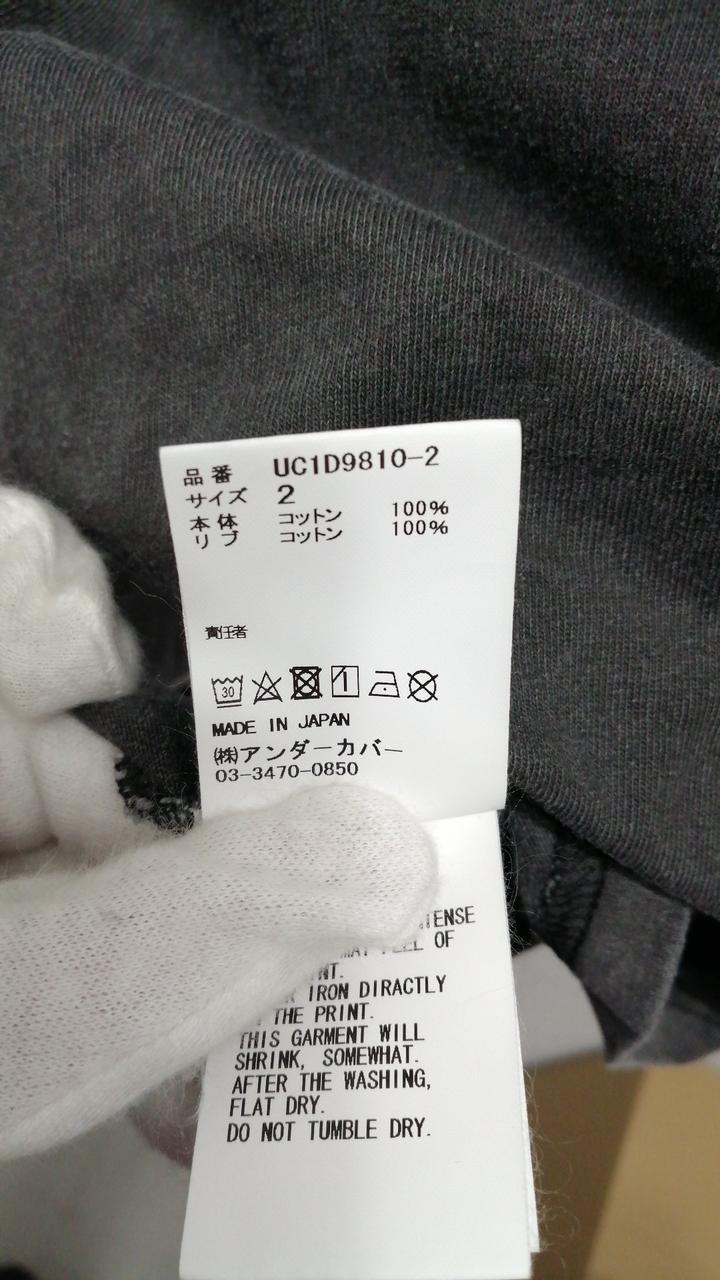 品番 UC1D9810-2
サイズ 2
本体 コットン 100%
リブ コットン 100%
責任者
30
MADE IN JAPAN
㈱アンダーカバー
03-3470-0850
OF
IRON DIRACTLY
THE PRINT.
THIS GARMENT WILL
SHRINK, SOMEWHAT.
AFTER THE WASHING,
FLAT DRY.
DO NOT TUMBLE DRY.